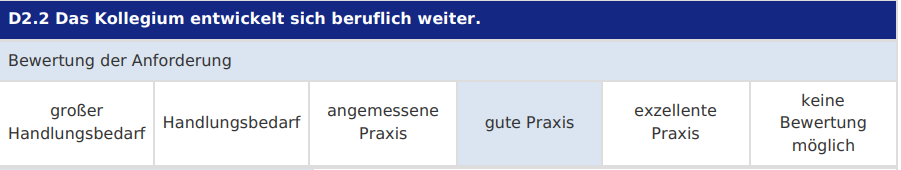 D2.2 Das Kollegium entwickelt sich beruflich weiter.
Bewertung der Anforderung
großer
Handlungsbedarf
Handlungsbedarf
angemessene
Praxis
gute Praxis
exzellente
Praxis
keine
Bewertung
möglich